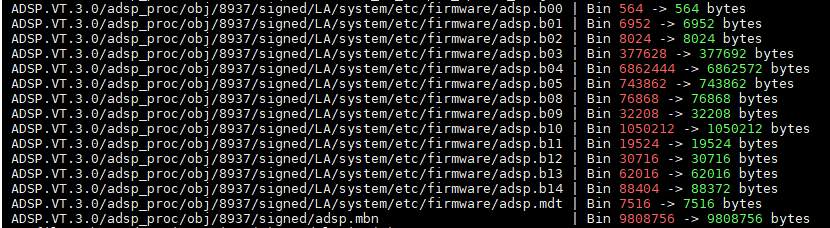 ADSP.VT.3.0/adsp_proc/obj/8937/signed/LA/system/etc/firmware/adsp.b00 | Bin 564 -> 564 bytes
ADSP.VT.3.0/adsp_proc/obj/8937/signed/LA/system/etc/firmware/adsp.b01 | Bin 6952 -> 6952 bytes
ADSP.VT.3.0/adsp_proc/obj/8937/signed/LA/system/etc/firmware/adsp.b02 | Bin 8024 -> 8024 bytes
ADSP.VT.3.0/adsp_proc/obj/8937/signed/LA/system/etc/firmware/adsp.b03 | Bin 377628 -> 377692 bytes
ADSP.VT.3.0/adsp_proc/obj/8937/signed/LA/system/etc/firmware/adsp.b04 | Bin 6862444 -> 6862572 bytes
ADSP.VT.3.0/adsp_proc/obj/8937/signed/LA/system/etc/firmware/adsp.b05 | Bin 743862 -> 743862 bytes
ADSP.VT.3.0/adsp_proc/obj/8937/signed/LA/system/etc/firmware/adsp.b08 | Bin 76868 -> 76868 bytes
ADSP.VT.3.0/adsp_proc/obj/8937/signed/LA/system/etc/firmware/adsp.b09 | Bin 32208 -> 32208 bytes
ADSP.VT.3.0/adsp_proc/obj/8937/signed/LA/system/etc/firmware/adsp.b10 | Bin 1050212 -> 1050212 bytes
ADSP.VT.3.0/adsp_proc/obj/8937/signed/LA/system/etc/firmware/adsp.b11 | Bin 19524 -> 19524 bytes
ADSP.VT.3.0/adsp_proc/obj/8937/signed/LA/system/etc/firmware/adsp.b12 | Bin 30716 -> 30716 bytes
ADSP.VT.3.0/adsp_proc/obj/8937/signed/LA/system/etc/firmware/adsp.b13 | Bin 62016 -> 62016 bytes
ADSP.VT.3.0/adsp_proc/obj/8937/signed/LA/system/etc/firmware/adsp.b14 | Bin 88404 -> 88372 bytes
ADSP.VT.3.0/adsp_proc/obj/8937/signed/LA/system/etc/firmware/adsp.mdt | Bin 7516 -> 7516 bytes
ADSP.VT.3.0/adsp_proc/obj/8937/signed/adsp.mbn | Bin 9808756 -> 9808756 bytes